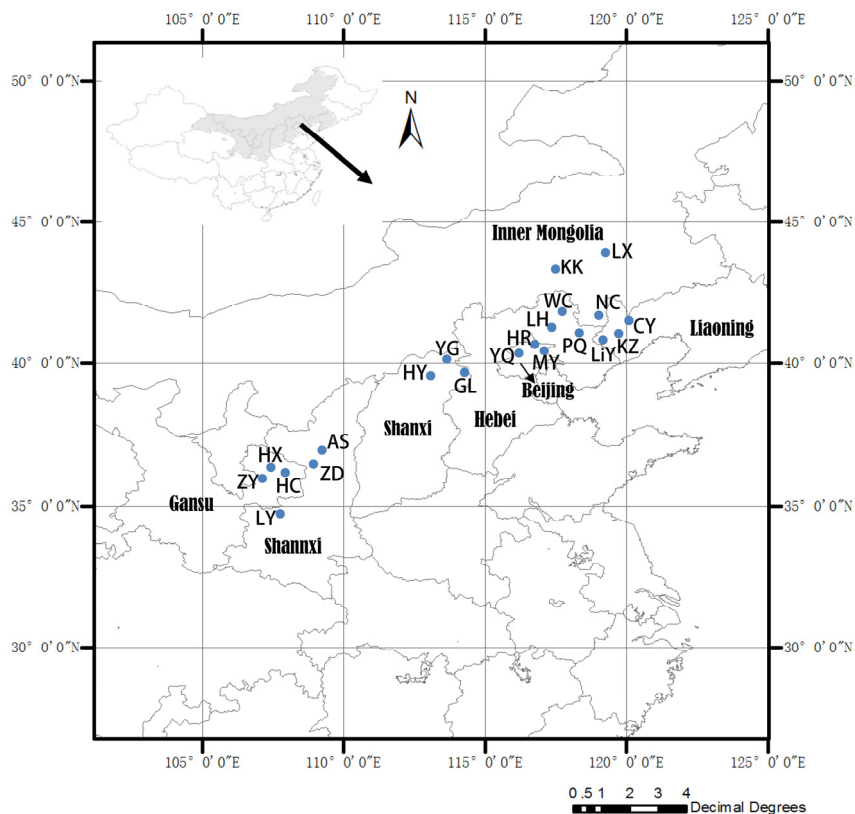 105° 0'0"E 110° 0'0"E 115° 0'0"E 120° 0'0"E 125° 0'0"E
50° 0'0"N 50° 0'0"N
N
45° 0'0"N 45° 0'0"N
Inner Mongolia
LX
KK
WC NC
LH CY
Liaoning
HR PQ KZ
YG YQ MY LiY
40° 0'0"N 40° 0'0"N
HY GL
Beijing
Shanxi Hebei
AS
HX ZD
ZY HC
Gansu
35° 0'0"N 35° 0'0"N
LY
Shannxi
30° 0'0"N 30° 0'0"N
105° 0'0"E 110° 0'0"E 115° 0'0"E 120° 0'0"E 125° 0'0"E
0 .5 1 2 3 4
Decimal Degrees